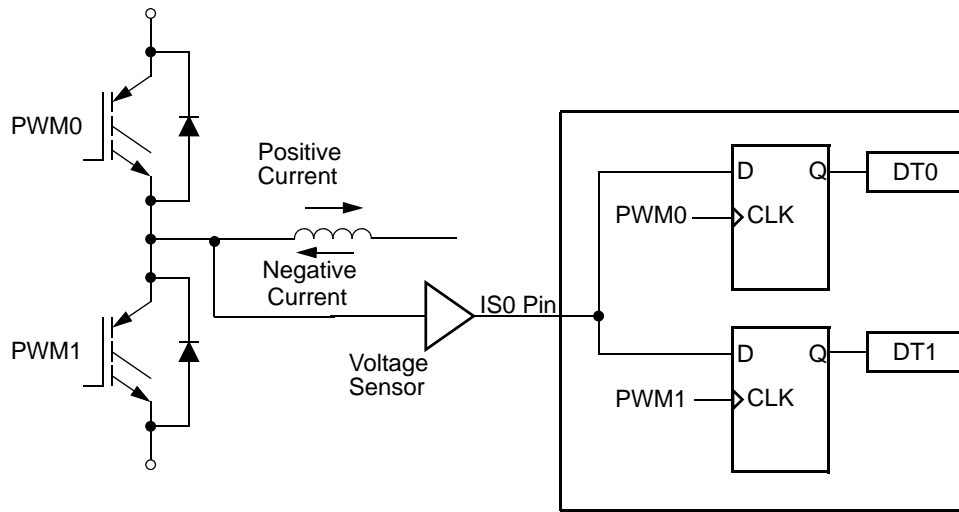 PWM0
Positive
Current
Negative
Current
PWM1
Voltage
Sensor
IS0 Pin
D
Q
DT0
PWM0
CLK
D
Q
DT1
PWM1
CLK